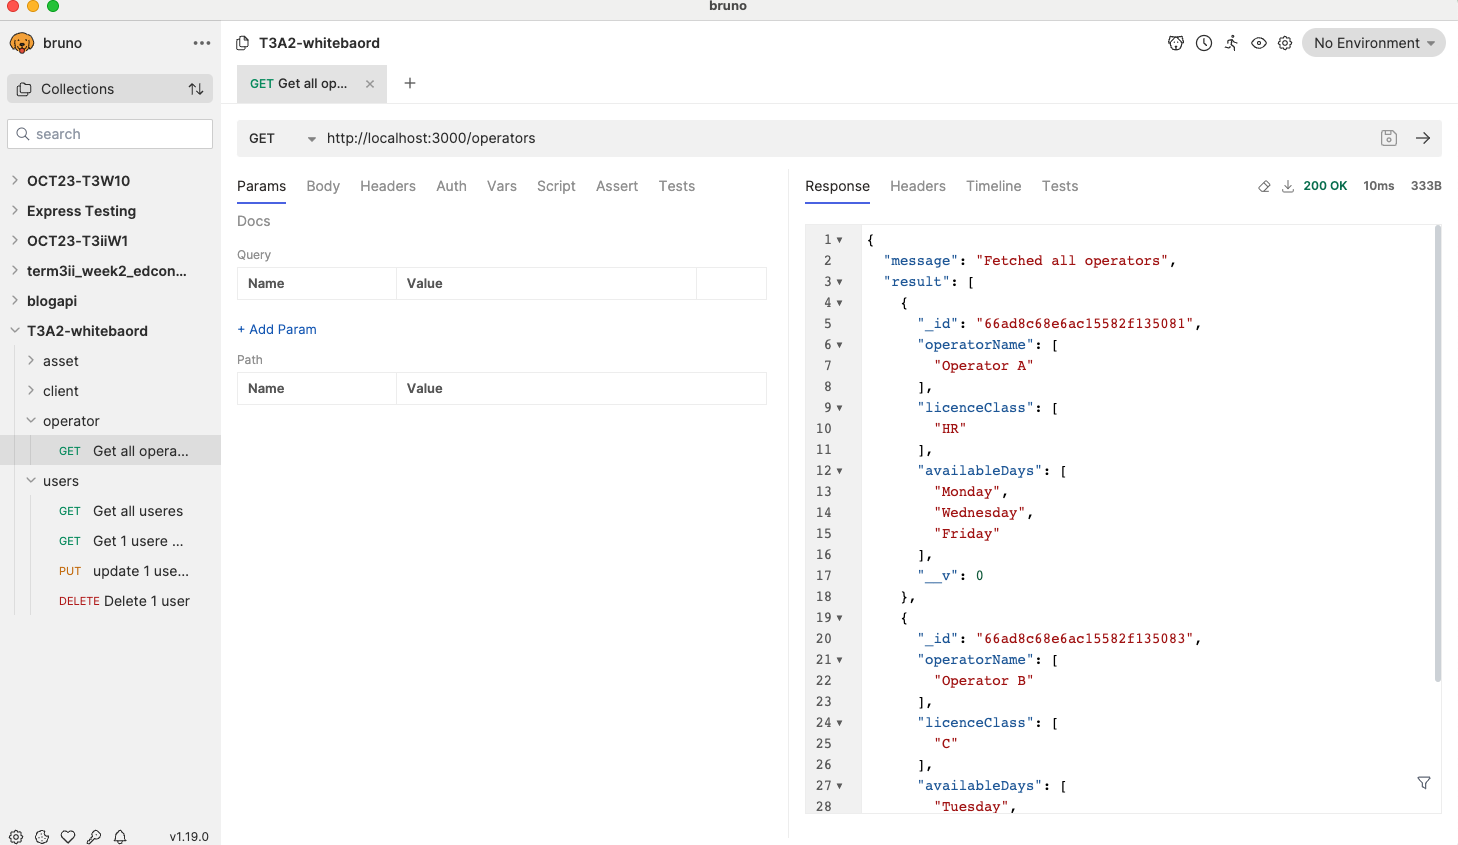 bruno
bruno
T3A2-whitebaord
No Environment
Collections
GET Get all op...
search
GET
http://localhost:3000/operators
OCT23-T3W10
Express Testing
OCT23-T3iiW1
term3ii_week2_edcon...
blogapi
T3A2-whitebaord
asset
client
operator
GET Get all opera...
users
GET Get all useres
GET Get 1 usere ...
PUT update 1 use...
DELETE Delete 1 user
v1.19.0
Params Body Headers Auth Vars Script Assert Tests
Docs
Query
Name Value
+ Add Param
Path
Name Value
Response Headers Timeline Tests
200 OK 10ms 333B
1 {
2 "message": "Fetched all operators",
3 "result": [
4 {
5 "_id": "66ad8c68e6ac15582f135081",
6 "operatorName": [
7 "Operator A"
8 ],
9 "licenceClass": [
10 "HR"
11 ],
12 "availableDays": [
13 "Monday",
14 "Wednesday",
15 "Friday"
16 ],
17 "__v": 0
18 },
19 {
20 "_id": "66ad8c68e6ac15582f135083",
21 "operatorName": [
22 "Operator B"
23 ],
24 "licenceClass": [
25 "C"
26 ],
27 "availableDays": [
28 "Tuesday",